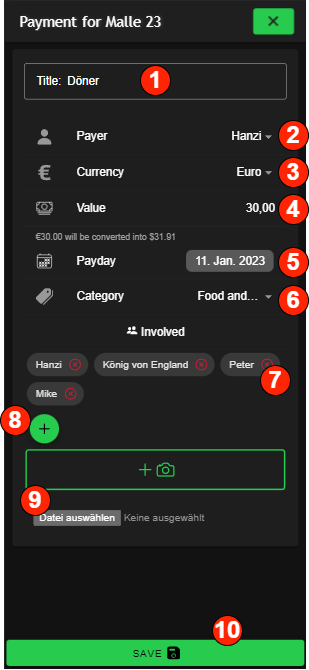 Payment for Malle 23
Title: Döner 1
Payer Hanzi 2
Currency Euro 3
Value 30,00 4
€30.00 will be converted into $31.91
Payday 11. Jan. 2023 5
Category Food and... 6
Involved
Hanzi König von England Peter
7
Mike
8 +
+
9
Datei auswählen Keine ausgewählt
10
SAVE